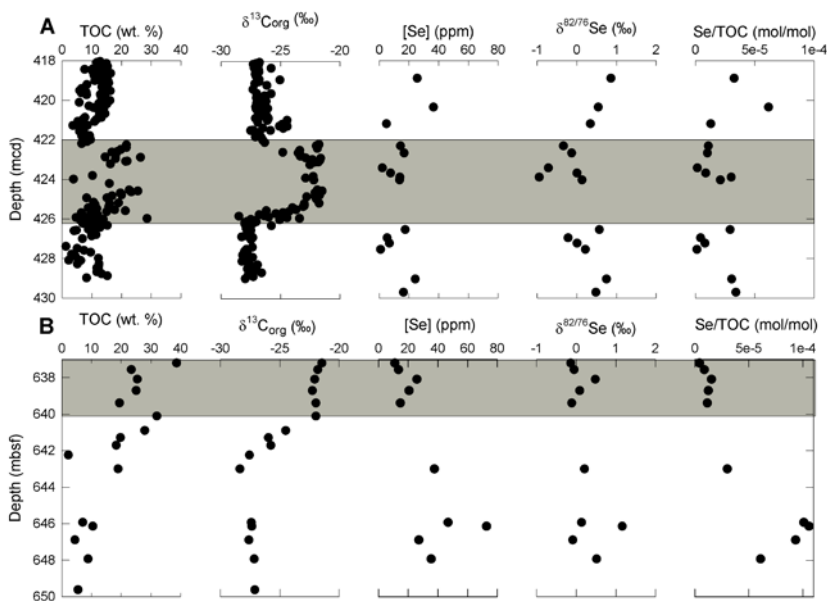 A
TOC (wt. %)
δ¹³Corg (‰)
[Se] (ppm)
δ⁸²/⁷⁶Se (‰)
Se/TOC (mol/mol)
0 10 20 30 40
-30 -25 -20
0 20 40 60 80
-1 0 1 2
0 5e-5 1e-4
Depth (mcd)
418
420
422
424
426
428
430
B
TOC (wt. %)
δ¹³Corg (‰)
[Se] (ppm)
δ⁸²/⁷⁶Se (‰)
Se/TOC (mol/mol)
0 10 20 30 40
-30 -25 -20
0 20 40 60 80
-1 0 1 2
0 5e-5 1e-4
Depth (mbsf)
638
640
642
644
646
648
650